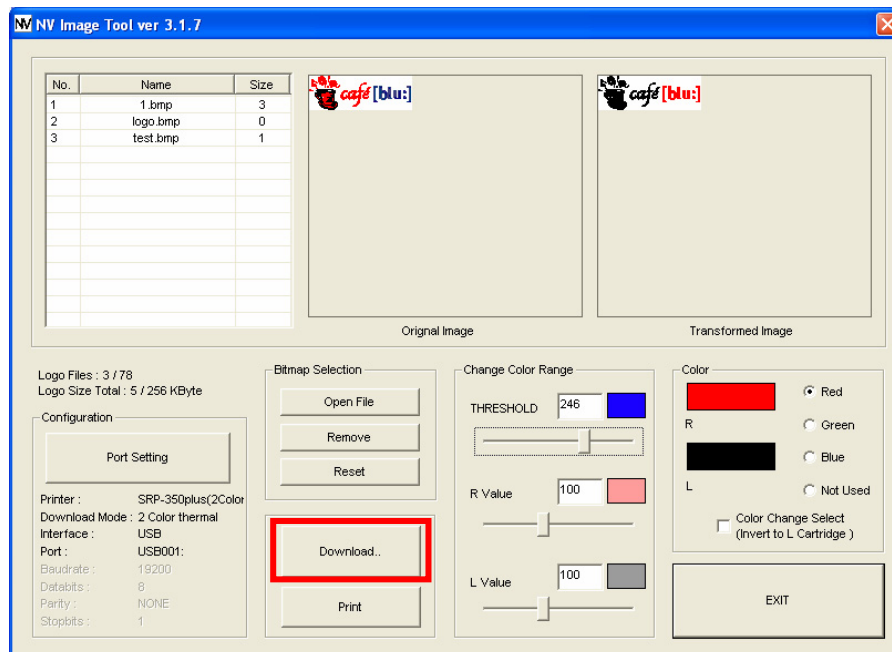 NV NV Image Tool ver 3.1.7
No. Name Size
1 1.bmp 3
2 logo.bmp 0
3 test.bmp 1
café [blu:]
café [blu:]
Orignal Image
Transformed Image
Logo Files : 3 / 78
Logo Size Total : 5 / 256 KByte
Configuration
Port Setting
Printer : SRP-350plus(2Color
Download Mode : 2 Color thermal
Interface : USB
Port : USB001:
Baudrate : 19200
Databits : 8
Parity : NONE
Stopbits : 1
Bitmap Selection
Open File
Remove
Reset
Download..
Print
Change Color Range
THRESHOLD 246
R Value 100
L Value 100
Color
R
L
Red
Green
Blue
Not Used
Color Change Select
(Invert to L Cartridge )
EXIT